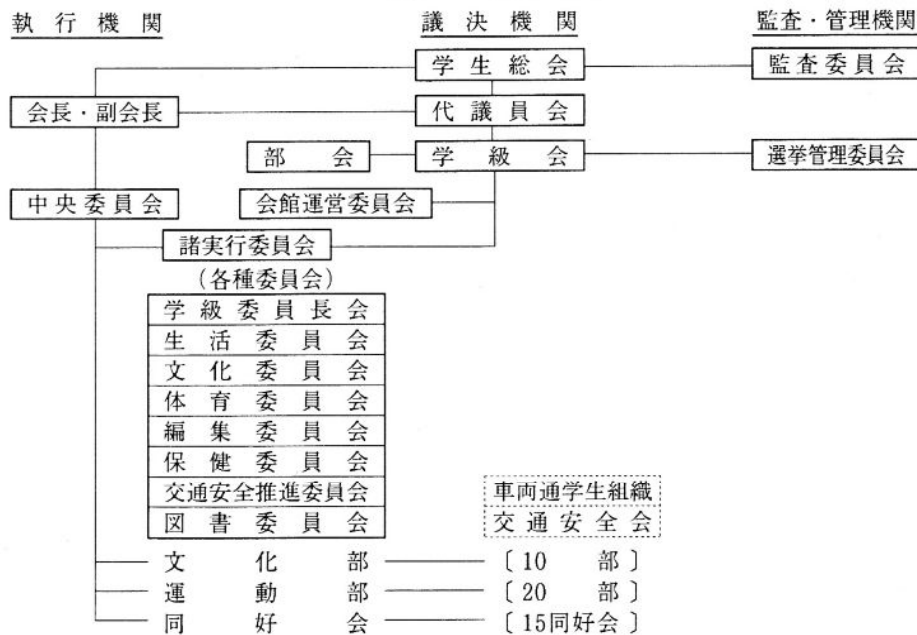 執行機関 議決機関 監査・管理機関
学生総会 監査委員会
会長・副会長 代議員会
部会 学級会 選挙管理委員会
中央委員会 会館運営委員会
諸実行委員会
(各種委員会)
学級委員長会
生活委員会
文化委員会
体育委員会
編集委員会
保健委員会
交通安全推進委員会 車両通学生組織
図書委員会 交通安全会
文化部 〔10部〕
運動部 〔20部〕
同好会 〔15同好会〕